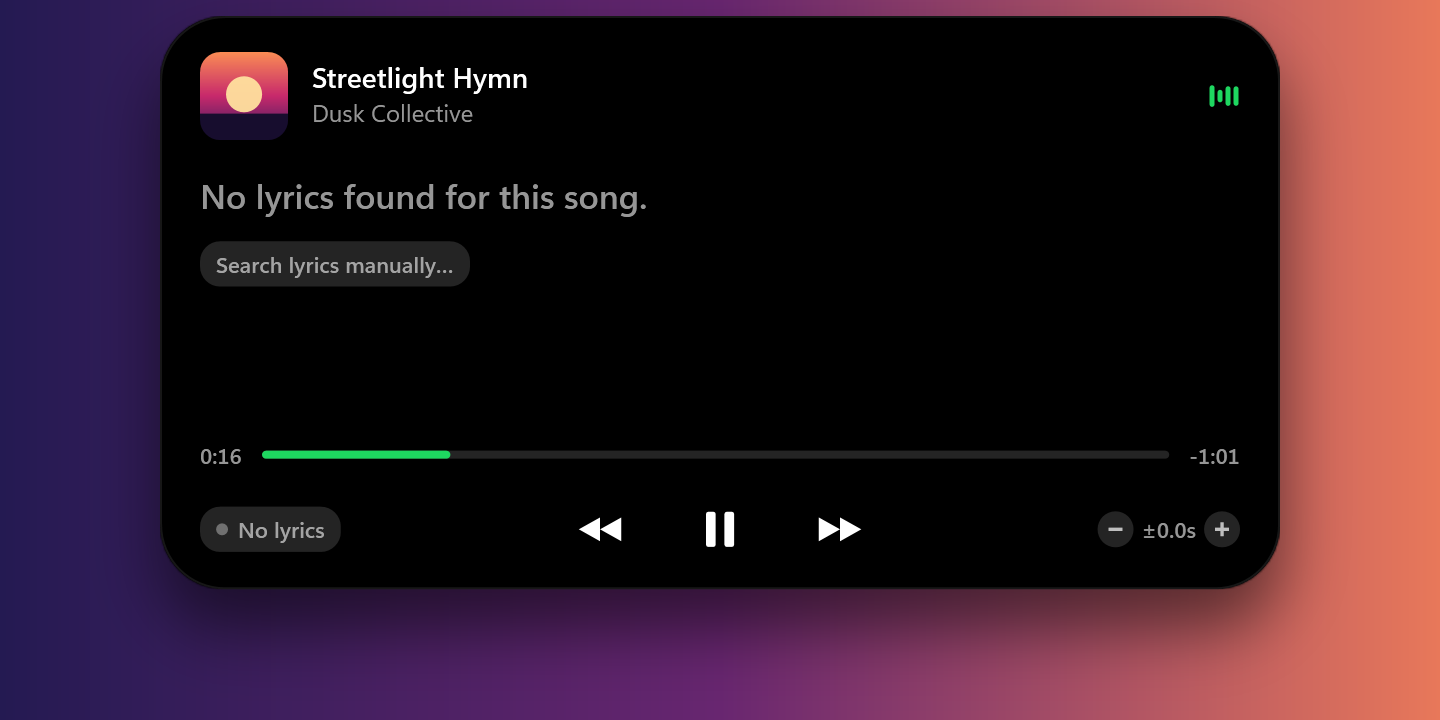 Streetlight Hymn
Dusk Collective
No lyrics found for this song.
Search lyrics manually...
0:16
-1:01
No lyrics
±0.0s